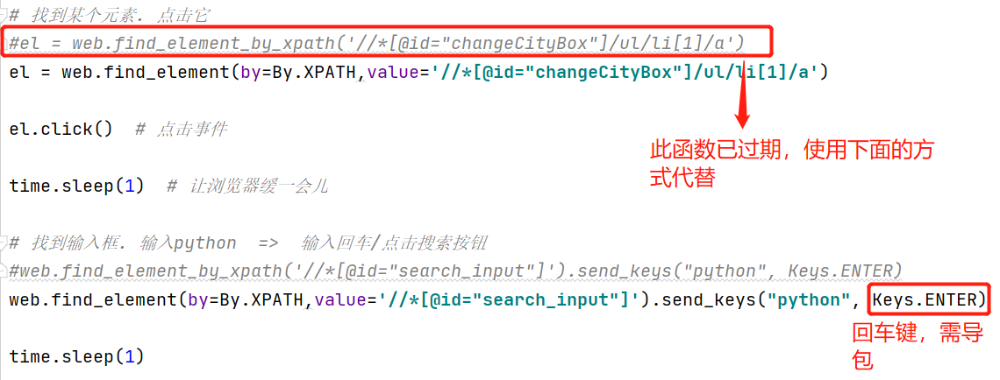 # 找到某个元素. 点击它
#el = web.find_element_by_xpath('//*[@id="changeCityBox"]/ul/li[1]/a')
el = web.find_element(by=By.XPATH,value='//*[@id="changeCityBox"]/ul/li[1]/a')
el.click()  # 点击事件
此函数已过期，使用下面的方
式代替
time.sleep(1)  # 让浏览器缓一会儿
# 找到输入框. 输入python  =>  输入回车/点击搜索按钮
#web.find_element_by_xpath('//*[@id="search_input"]').send_keys("python", Keys.ENTER)
web.find_element(by=By.XPATH,value='//*[@id="search_input"]').send_keys("python", Keys.ENTER)
回车键，需导
包
time.sleep(1)